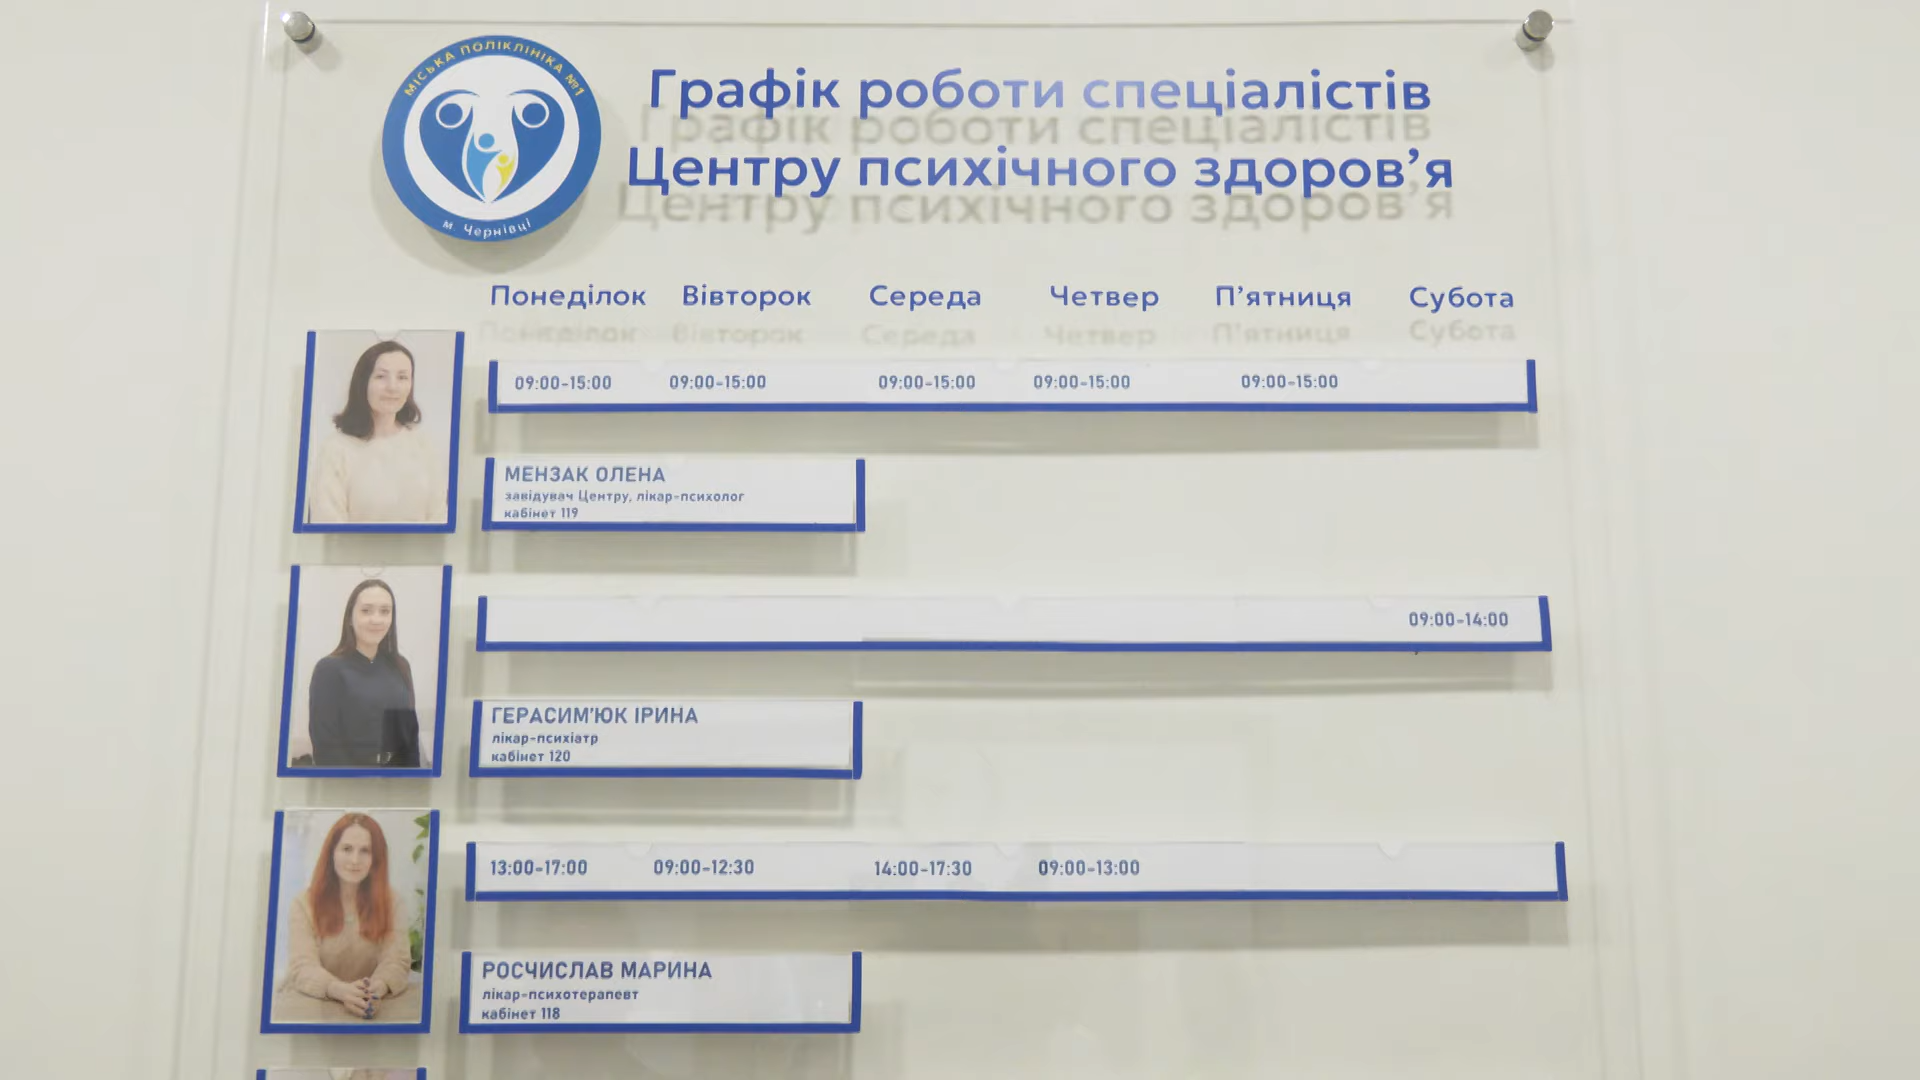 МІСЬКА ПОЛІКЛІНІКА №1
м. Чернівці
Графік роботи спеціалістів
Центру психічного здоров’я
Понеділок Вівторок Середа Четвер П’ятниця Субота
09:00-15:00 09:00-15:00 09:00-15:00 09:00-15:00 09:00-15:00
МЕНЗАК ОЛЕНА
завідувач Центру, лікар-психолог
кабінет 119
09:00-14:00
ГЕРАСИМ’ЮК ІРИНА
лікар-психіатр
кабінет 120
13:00-17:00 09:00-12:30 14:00-17:30 09:00-13:00
РОСЧИСЛАВ МАРИНА
лікар-психотерапевт
кабінет 118